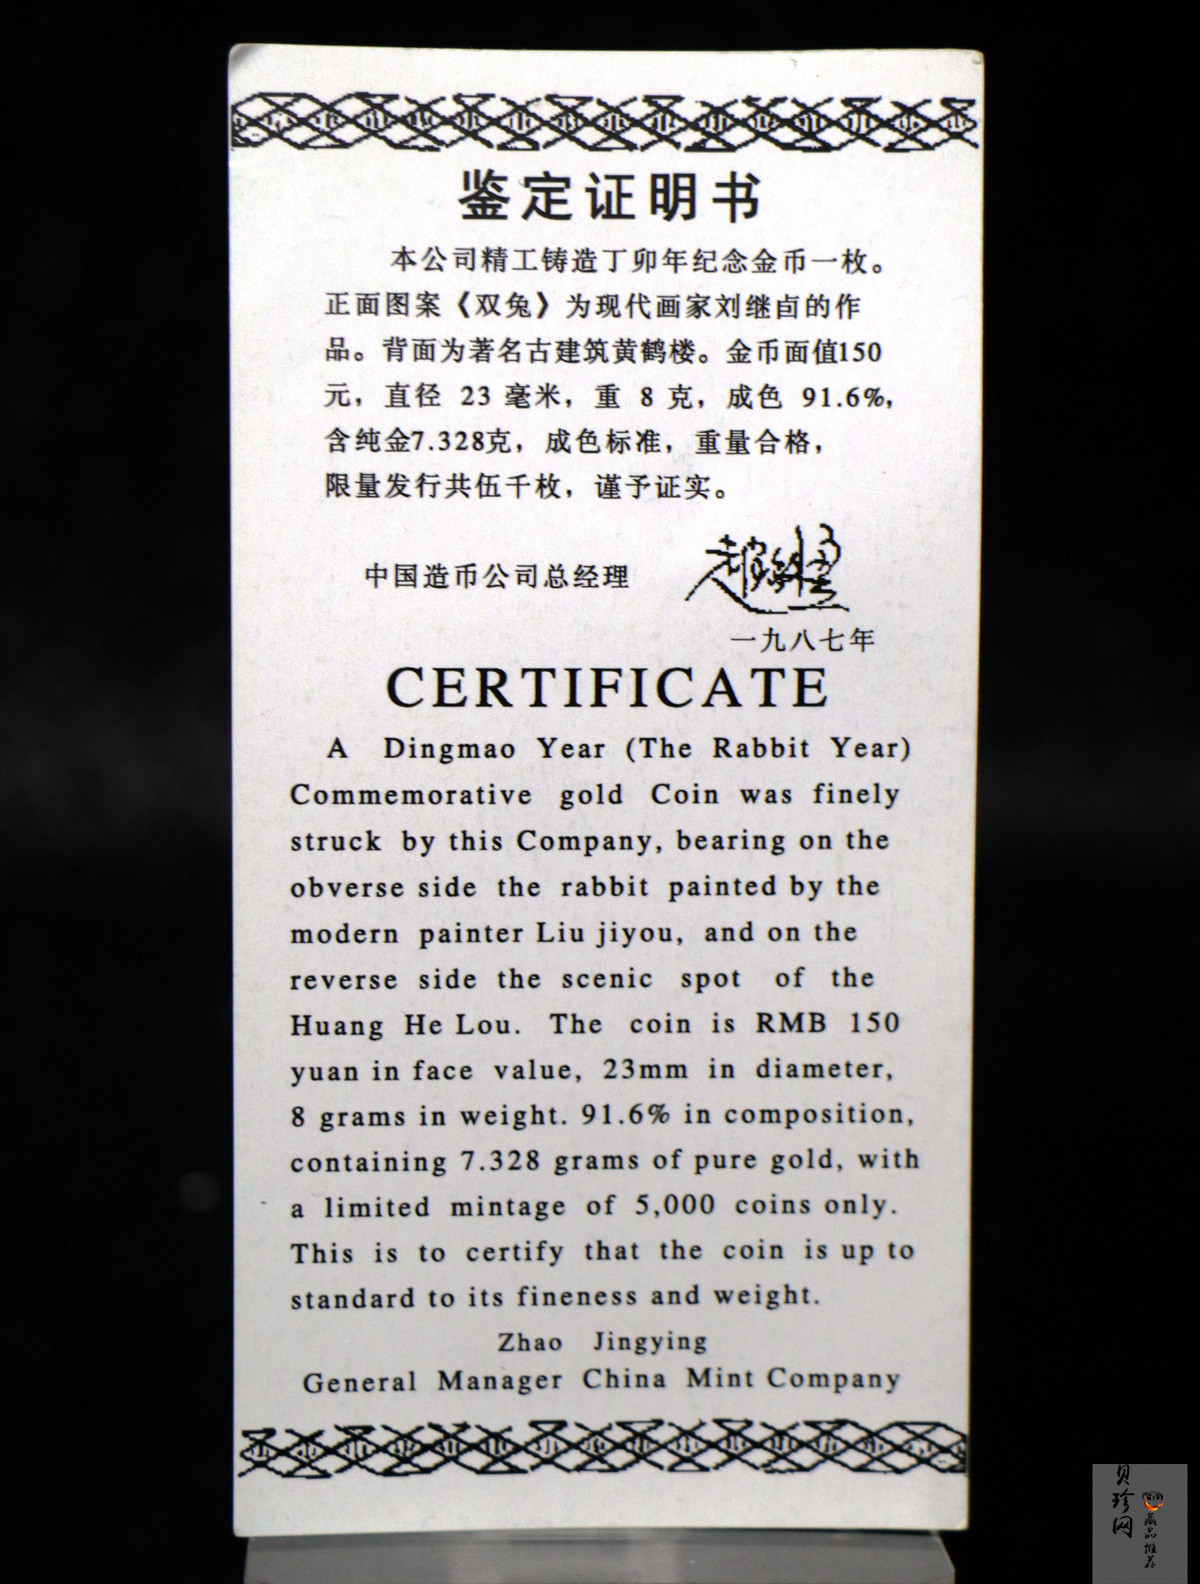 鉴定证明书
本公司精工铸造丁卯年纪念金币一枚。
正面图案《双兔》为现代画家刘继卣的作
品。背面为著名古建筑黄鹤楼。金币面值150
元，直径 23 毫米，重 8 克，成色 91.6%，
含纯金7.328克，成色标准，重量合格，
限量发行共伍千枚，谨予证实。
中国造币公司总经理
一九八七年
CERTIFICATE
A Dingmao Year (The Rabbit Year)
Commemorative gold Coin was finely
struck by this Company, bearing on the
obverse side the rabbit painted by the
modern painter Liu jiyou, and on the
reverse side the scenic spot of the
Huang He Lou. The coin is RMB 150
yuan in face value, 23mm in diameter,
8 grams in weight. 91.6% in composition,
containing 7.328 grams of pure gold, with
a limited mintage of 5,000 coins only.
This is to certify that the coin is up to
standard to its fineness and weight.
Zhao Jingying
General Manager China Mint Company
贝珍网
藏品推荐